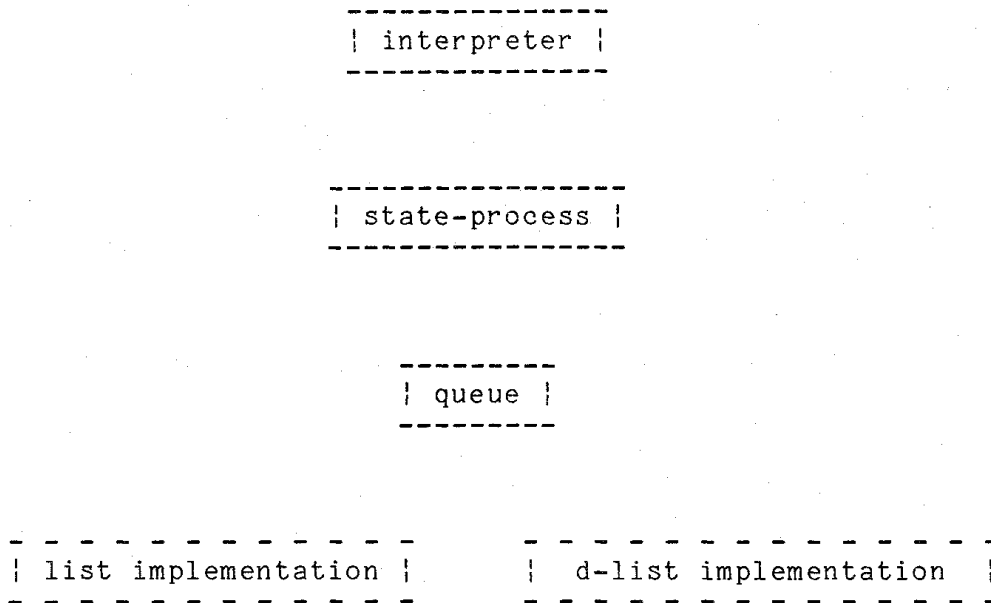 interpreter
state-process
queue
list implementation    d-list implementation